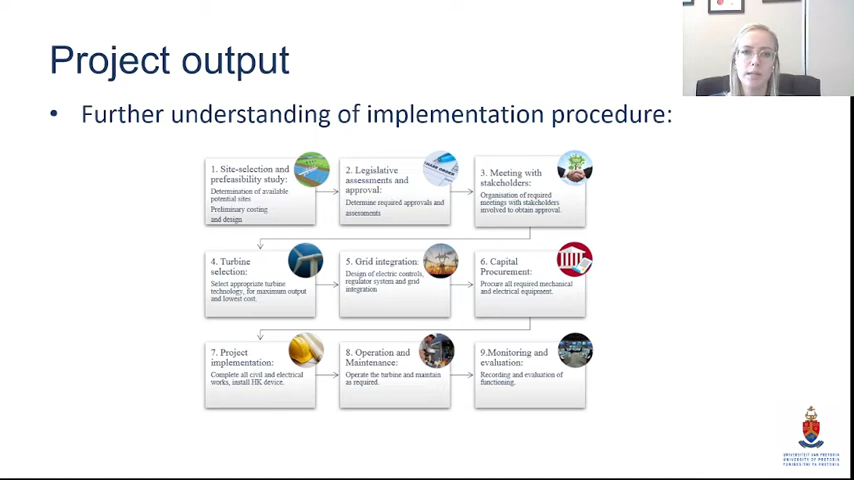 Project output
• Further understanding of implementation procedure:
1. Site-selection and
prefeasibility study:
Determination of available
potential sites
Preliminary costing
and design
2. Legislative
assessments and
approval:
Determine required approvals and
assessments
3. Meeting with
stakeholders:
Organisation of required
meetings with stakeholders
involved to obtain approval.
4. Turbine
selection:
Select appropriate turbine
technology, for maximum output
and lowest cost.
5. Grid integration:
Design of electric controls,
regulator system and grid
integration
6. Capital
Procurement:
Procure all required mechanical
and electrical equipment.
7. Project
implementation:
Complete all civil and electrical
works, install HK device.
8. Operation and
Maintenance:
Operate the turbine and maintain
as required.
9.Monitoring and
evaluation:
Recording and evaluation of
functioning.
UNIVERSITEIT VAN PRETORIA
UNIVERSITY OF PRETORIA
YUNIBESITHI YA PRETORIA